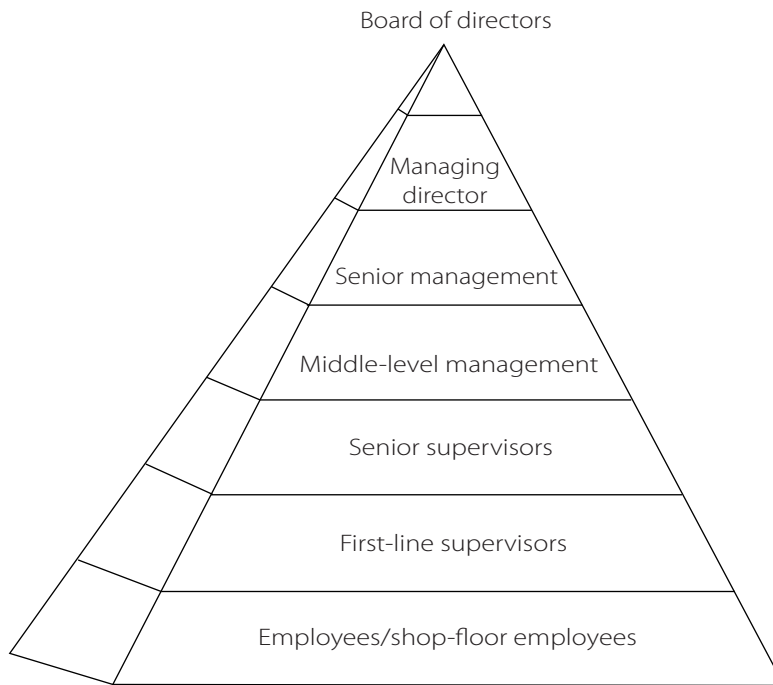 Board of directors
Managing
director
Senior management
Middle-level management
Senior supervisors
First-line supervisors
Employees/shop-floor employees